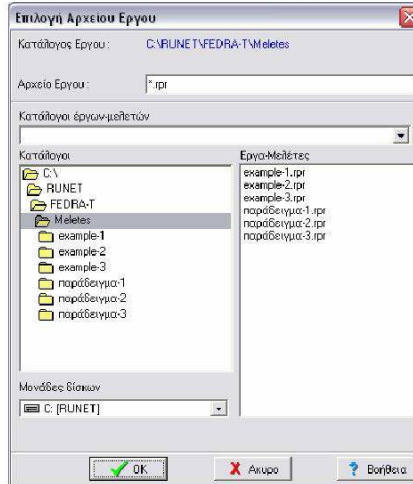 Επιλογή Αρχείου Εργου
Κατάλογος Εργου : C:\RUNET\FEDRA-T\Meletes
Αρχείο Εργου : *.rpr
Κατάλογοι έργων-μελετών
Κατάλογοι
C:\
RUNET
FEDRA-T
Meletes
example-1
example-2
example-3
παράδειγμα-1
παράδειγμα-2
παράδειγμα-3
Εργα-Μελέτες
example-1.rpr
example-2.rpr
example-3.rpr
παράδειγμα-1.rpr
παράδειγμα-2.rpr
παράδειγμα-3.rpr
Μονάδες δίσκων
C: [RUNET]
OK
Ακυρο
? Βοήθεια